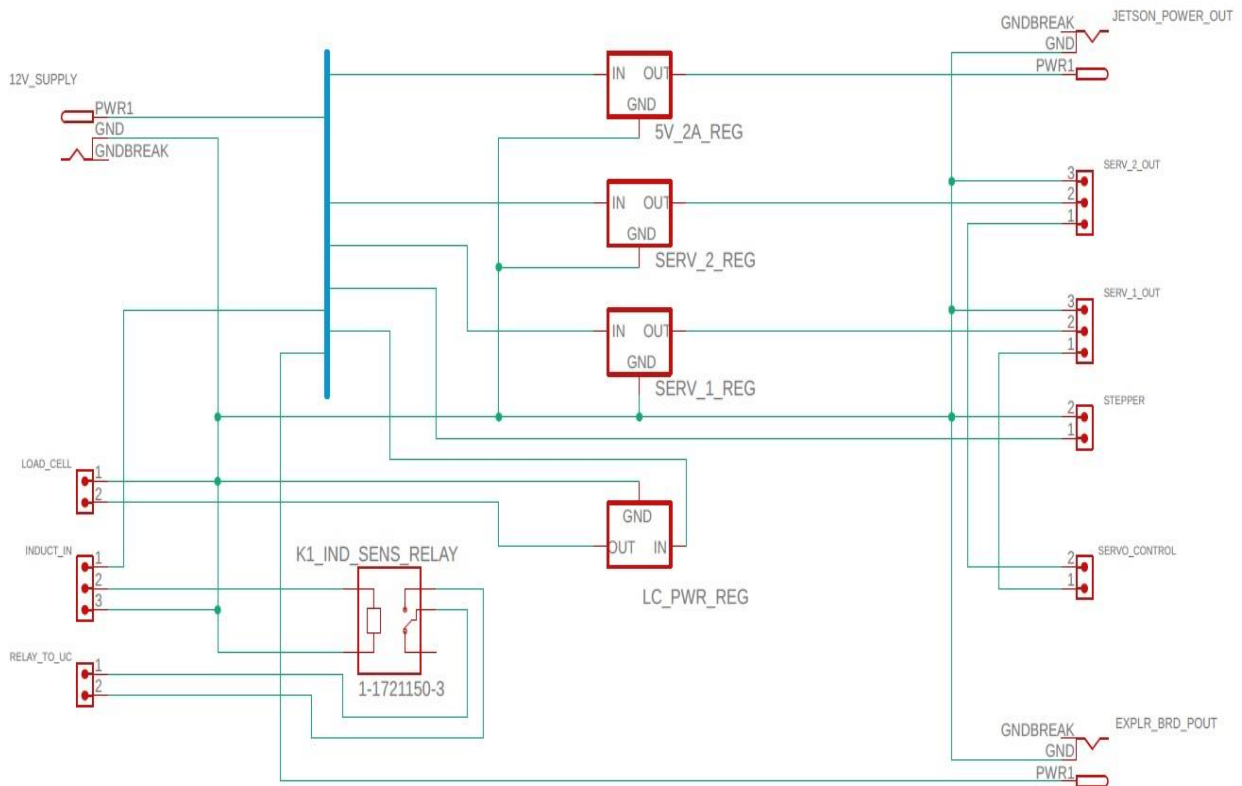 JETSON_POWER_OUT
GNDBREAK
GND
PWR1
12V_SUPPLY
PWR1
GND
GNDBREAK
IN OUT
GND
5V_2A_REG
SERV_2_OUT
3
2
1
IN OUT
GND
SERV_2_REG
SERV_1_OUT
3
2
1
IN OUT
GND
SERV_1_REG
STEPPER
2
1
LOAD_CELL
1
2
GND
OUT IN
LC_PWR_REG
INDUCT_IN
1
2
3
K1_IND_SENS_RELAY
1-1721150-3
SERVO_CONTROL
2
1
RELAY_TO_UC
1
2
EXPLR_BRD_POUT
GNDBREAK
GND
PWR1